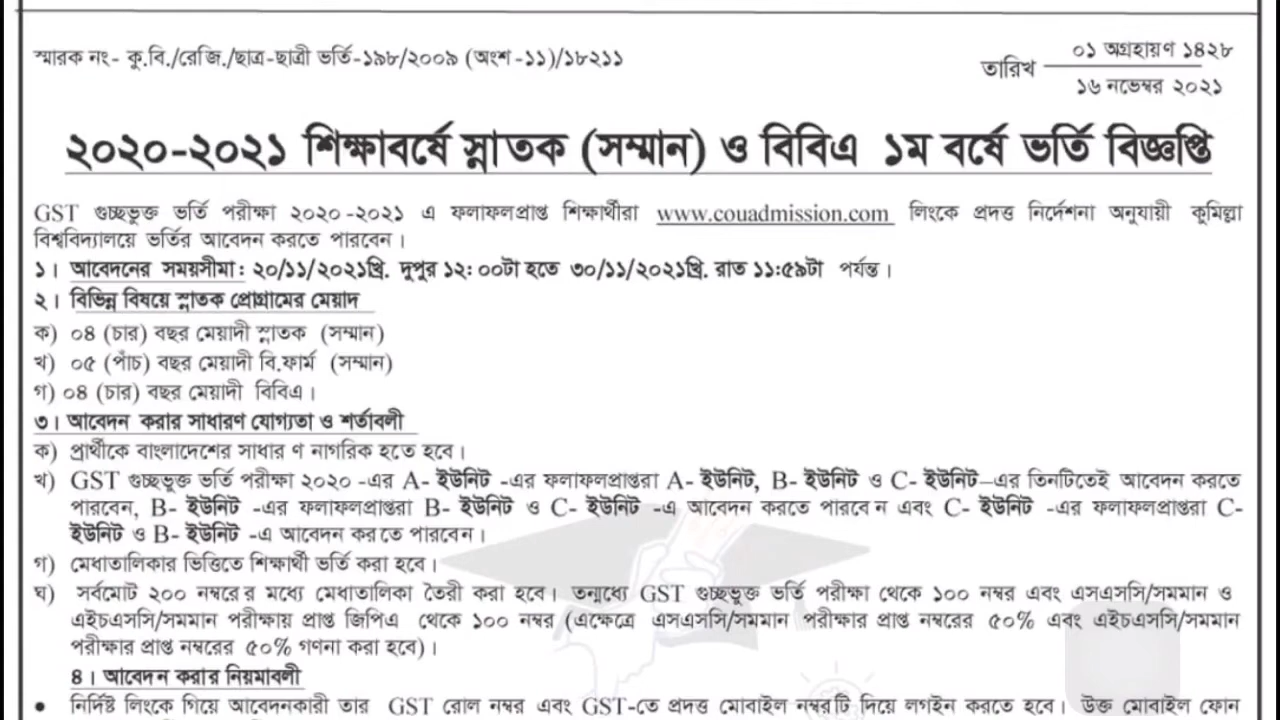 স্মারক নং- কু.বি./রেজি./ছাত্র-ছাত্রী ভর্তি-১৯৮/২০০৯ (অংশ -১১)/১৮২১১
তারিখ
০১ অগ্রহায়ণ ১৪২৮
১৬ নভেম্বর ২০২১
২০২০-২০২১ শিক্ষাবর্ষে স্নাতক (সম্মান) ও বিবিএ ১ম বর্ষে ভর্তি বিজ্ঞপ্তি
GST গুচ্ছভুক্ত ভর্তি পরীক্ষা ২০২০-২০২১ এ ফলাফলপ্রাপ্ত শিক্ষার্থীরা www.couadmission.com লিংকে প্রদত্ত নির্দেশনা অনুযায়ী কুমিল্লা
বিশ্ববিদ্যালয়ে ভর্তির আবেদন করতে পারবেন।
১। আবেদনের সময়সীমা: ২০/১১/২০২১খ্রি. দুপুর ১২:০০টা হতে ৩০/১১/২০২১খ্রি. রাত ১১:৫৯টা পর্যন্ত।
২। বিভিন্ন বিষয়ে স্নাতক প্রোগ্রামের মেয়াদ
ক) ০৪ (চার) বছর মেয়াদী স্নাতক (সম্মান)
খ) ০৫ (পাঁচ) বছর মেয়াদী বি.ফার্ম (সম্মান)
গ) ০৪ (চার) বছর মেয়াদী বিবিএ।
৩। আবেদন করার সাধারণ যোগ্যতা ও শর্তাবলী
ক) প্রার্থীকে বাংলাদেশের সাধার ণ নাগরিক হতে হবে।
খ) GST গুচ্ছভুক্ত ভর্তি পরীক্ষা ২০২০ -এর A- ইউনিট -এর ফলাফলপ্রাপ্তরা A- ইউনিট, B- ইউনিট ও C- ইউনিট–এর তিনটিতেই আবেদন করতে
পারবেন, B- ইউনিট -এর ফলাফলপ্রাপ্তরা B- ইউনিট ও C- ইউনিট -এ আবেদন করতে পারবে ন এবং C- ইউনিট -এর ফলাফলপ্রাপ্তরা C-
ইউনিট ও B- ইউনিট -এ আবেদন করতে পারবেন।
গ) মেধাতালিকার ভিত্তিতে শিক্ষার্থী ভর্তি করা হবে।
ঘ) সর্বমোট ২০০ নম্বরের মধ্যে মেধাতালিকা তৈরী করা হবে। তন্মধ্যে GST গুচ্ছভুক্ত ভর্তি পরীক্ষা থেকে ১০০ নম্বর এবং এসএসসি/সমমান ও
এইচএসসি/সমমান পরীক্ষায় প্রাপ্ত জিপিএ থেকে ১০০ নম্বর (এক্ষেত্রে এসএসসি/সমমান পরীক্ষার প্রাপ্ত নম্বরের ৫০% এবং এইচএসসি/সমমান
পরীক্ষার প্রাপ্ত নম্বরের ৫০% গণনা করা হবে)।
৪। আবেদন করার নিয়মাবলী
● নির্দিষ্ট লিংকে গিয়ে আবেদনকারী তার GST রোল নম্বর এবং GST-তে প্রদত্ত মোবাইল নম্বরটি দিয়ে লগইন করতে হবে। উক্ত মোবাইল ফোন